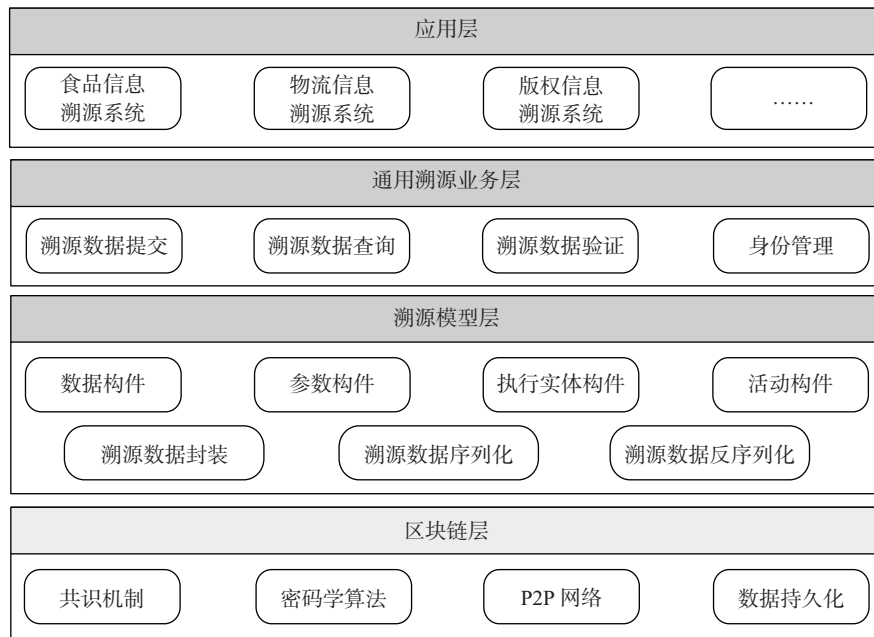 应用层
食品信息
溯源系统
物流信息
溯源系统
版权信息
溯源系统
……
通用溯源业务层
溯源数据提交
溯源数据查询
溯源数据验证
身份管理
溯源模型层
数据构件
参数构件
执行实体构件
活动构件
溯源数据封装
溯源数据序列化
溯源数据反序列化
区块链层
共识机制
密码学算法
P2P 网络
数据持久化